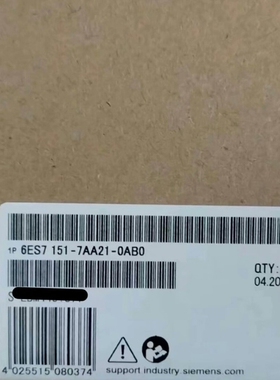 1P 6ES7 151-7AA21-0AB0
QTY:
04.20
4 025515 080374
support industry.siemens.com